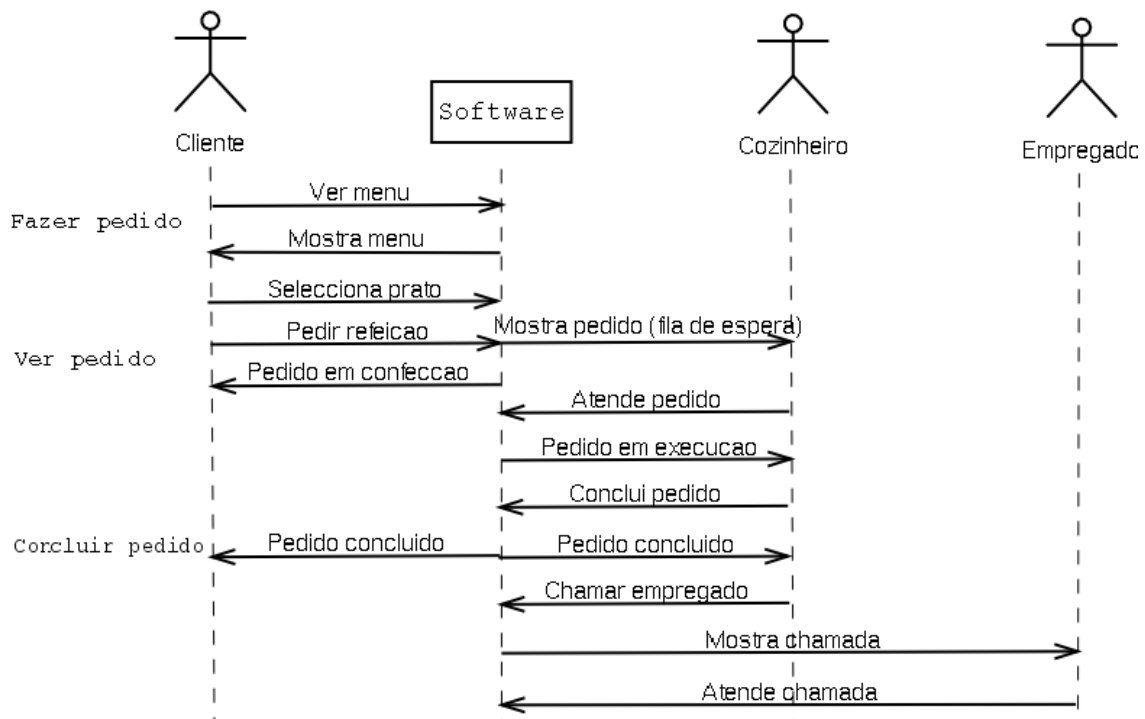 Software
Cliente
Cozinheiro
Empregado
Ver menu
Fazer pedido
Mostra menu
Selecciona prato
Pedir refeicao
Mostra pedido (fila de espera)
Ver pedido
Pedido em confeccao
Atende pedido
Pedido em execucao
Conclui pedido
Corcluir pedido
Pedido concluido
Pedido concluido
Chamar empregado
Mostra chamada
Atende chamada